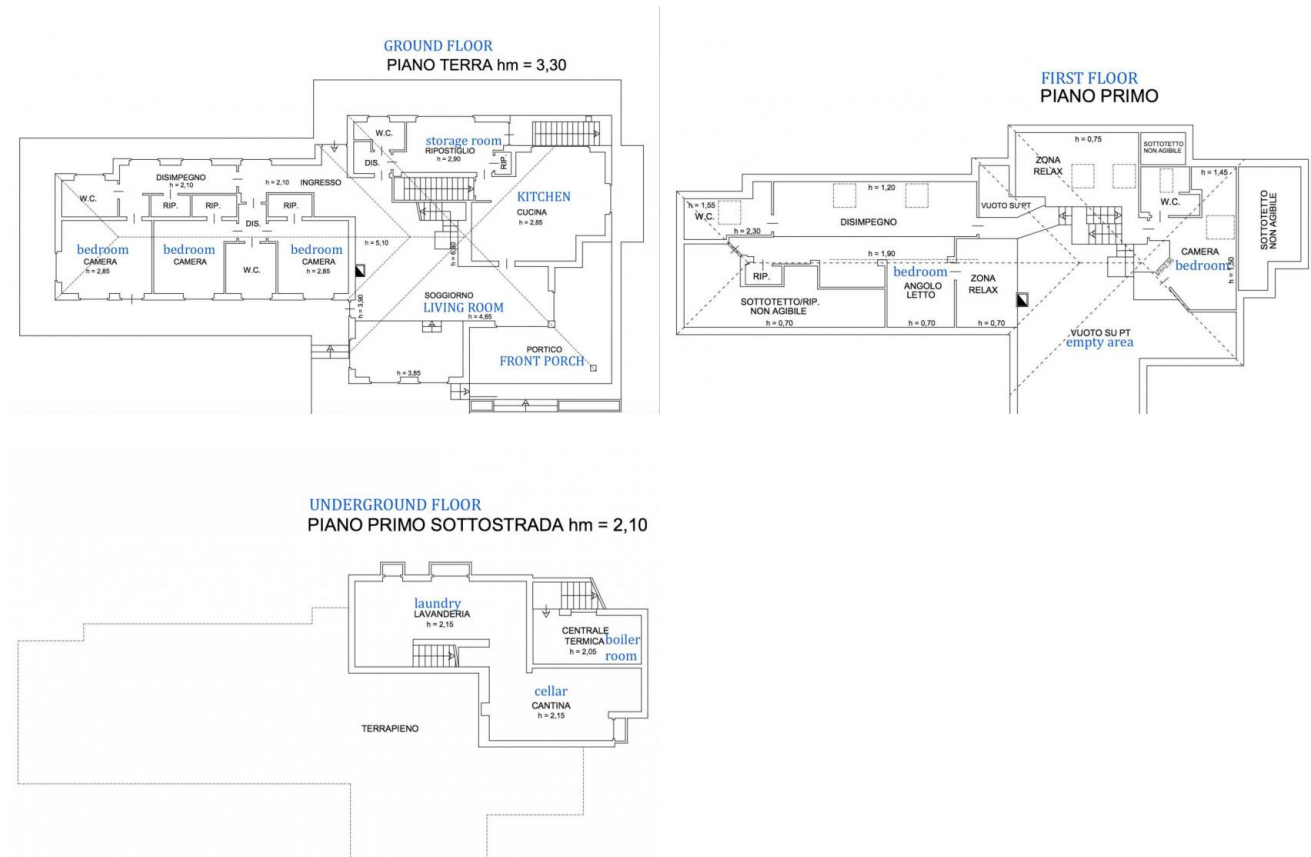 GROUND FLOOR
PIANO TERRA hm = 3,30
W.C.
storage room
RIPOSTIGLIO
h = 2,90
DIS.
RIP.
DISIMPEGNO
h = 2,10
h = 2,10
INGRESSO
W.C.
RIP.
RIP.
RIP.
DIS.
KITCHEN
CUCINA
h = 2,85
bedroom
CAMERA
h = 2,85
bedroom
CAMERA
W.C.
bedroom
CAMERA
h = 2,85
h = 5,10
SOGGIORNO
LIVING ROOM
h = 4,65
h = 3,90
PORTICO
FRONT PORCH
h = 3,85
FIRST FLOOR
PIANO PRIMO
h = 0,75
ZONA
RELAX
SOTTOTETTO
NON AGIBILE
h = 1,45
W.C.
h = 1,55
W.C.
h = 2,30
h = 1,20
DISIMPEGNO
VUOTO SU PT
SOTTOTETTO
NON AGIBILE
CAMERA
bedroom
h = 1,90
bedroom
ANGOLO
LETTO
ZONA
RELAX
RIP.
SOTTOTETTO/RIP.
NON AGIBILE
h = 0,70
h = 0,70
h = 0,70
VUOTO SU PT
empty area
UNDERGROUND FLOOR
PIANO PRIMO SOTTOSTRADA hm = 2,10
laundry
LAVANDERIA
h = 2,15
CENTRALE
TERMICA
h = 2,05
boiler
room
cellar
CANTINA
h = 2,15
TERRAPIENO